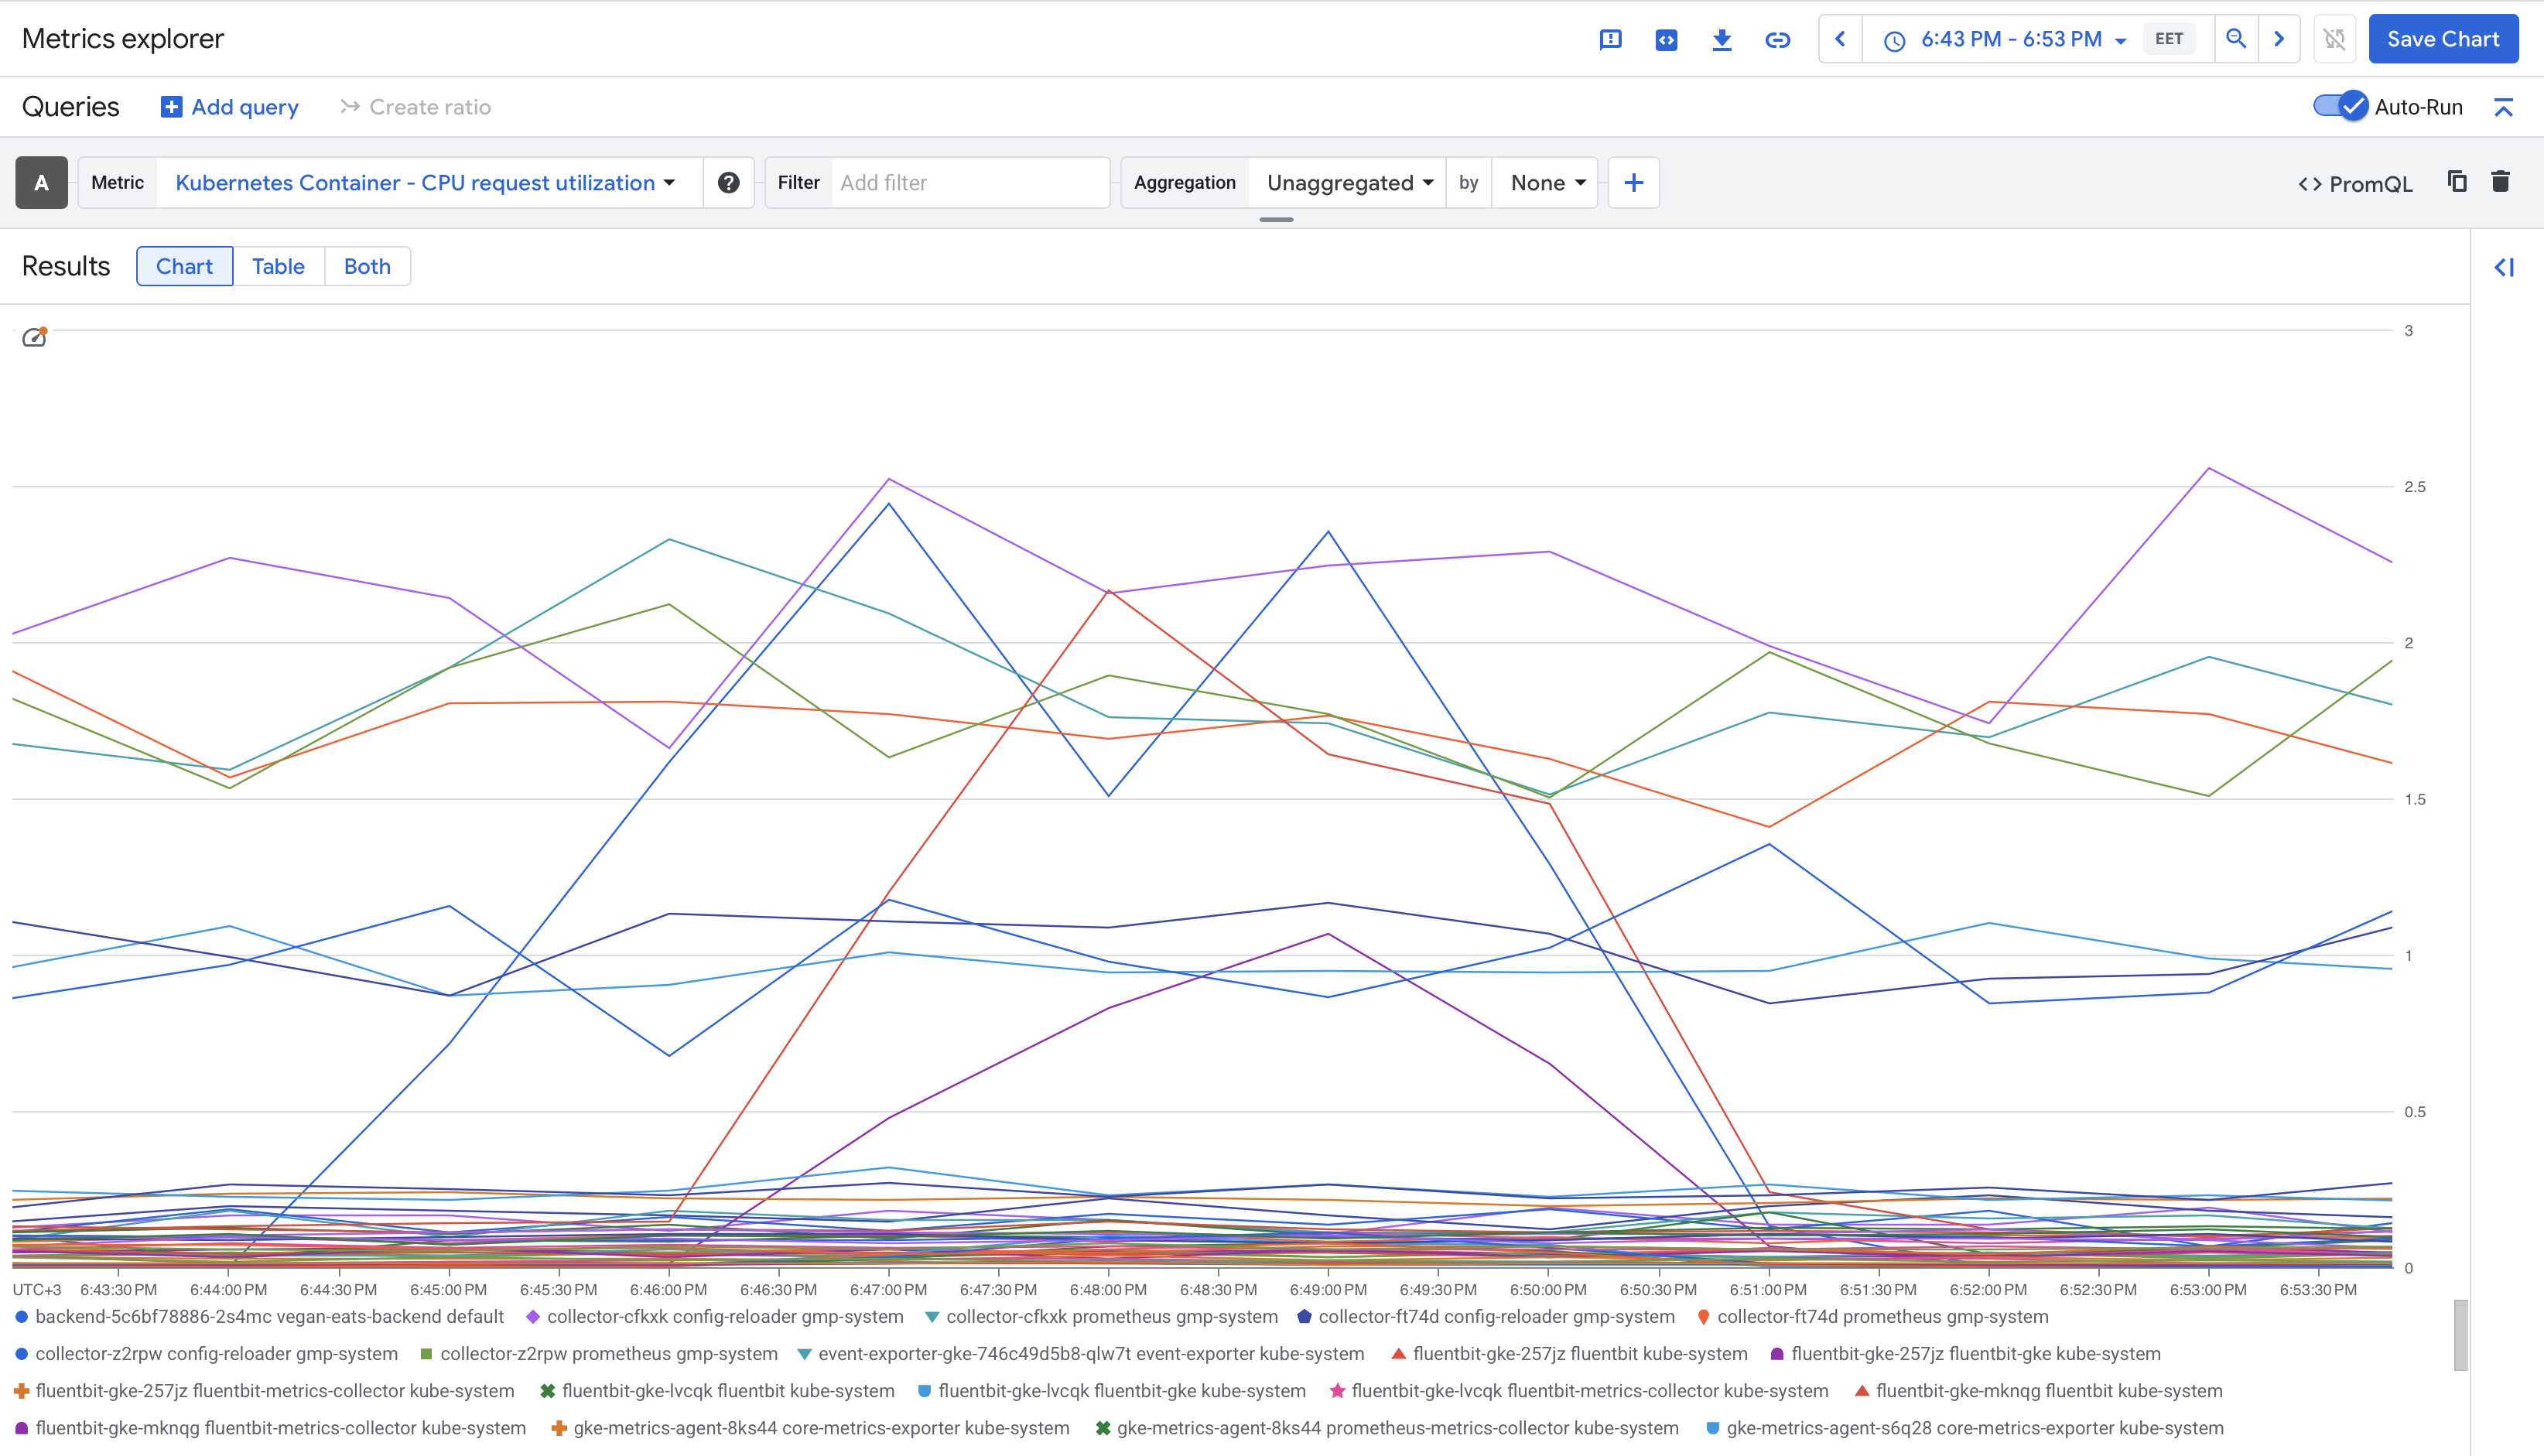 Metrics explorer
6:43 PM - 6:53 PM EET
Save Chart
Queries Add query Create ratio
Auto-Run
A Metric Kubernetes Container - CPU request utilization ? Filter Add filter Aggregation Unaggregated by None
<> PromQL
Results Chart Table Both
3
2.5
2
1.5
1
0.5
0
UTC+3 6:43:30 PM 6:44:00 PM 6:44:30 PM 6:45:00 PM 6:45:30 PM 6:46:00 PM 6:46:30 PM 6:47:00 PM 6:47:30 PM 6:48:00 PM 6:48:30 PM 6:49:00 PM 6:49:30 PM 6:50:00 PM 6:50:30 PM 6:51:00 PM 6:51:30 PM 6:52:00 PM 6:52:30 PM 6:53:00 PM 6:53:30 PM
backend-5c6bf78886-2s4mc vegan-eats-backend default collector-cfkxk config-reloader gmp-system collector-cfkxk prometheus gmp-system collector-ft74d config-reloader gmp-system collector-ft74d prometheus gmp-system
collector-z2rpw config-reloader gmp-system collector-z2rpw prometheus gmp-system event-exporter-gke-746c49d5b8-qlw7t event-exporter kube-system fluentbit-gke-257jz fluentbit kube-system fluentbit-gke-257jz fluentbit-gke kube-system
fluentbit-gke-257jz fluentbit-metrics-collector kube-system fluentbit-gke-lvcqk fluentbit kube-system fluentbit-gke-lvcqk fluentbit-gke kube-system fluentbit-gke-lvcqk fluentbit-metrics-collector kube-system fluentbit-gke-mknqg fluentbit kube-system
fluentbit-gke-mknqg fluentbit-metrics-collector kube-system gke-metrics-agent-8ks44 core-metrics-exporter kube-system gke-metrics-agent-8ks44 prometheus-metrics-collector kube-system gke-metrics-agent-s6q28 core-metrics-exporter kube-system